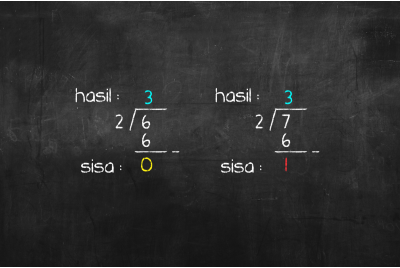 hasil : 3
2 / 6
6
sisa : 0
hasil : 3
2 / 7
6 -
sisa : 1